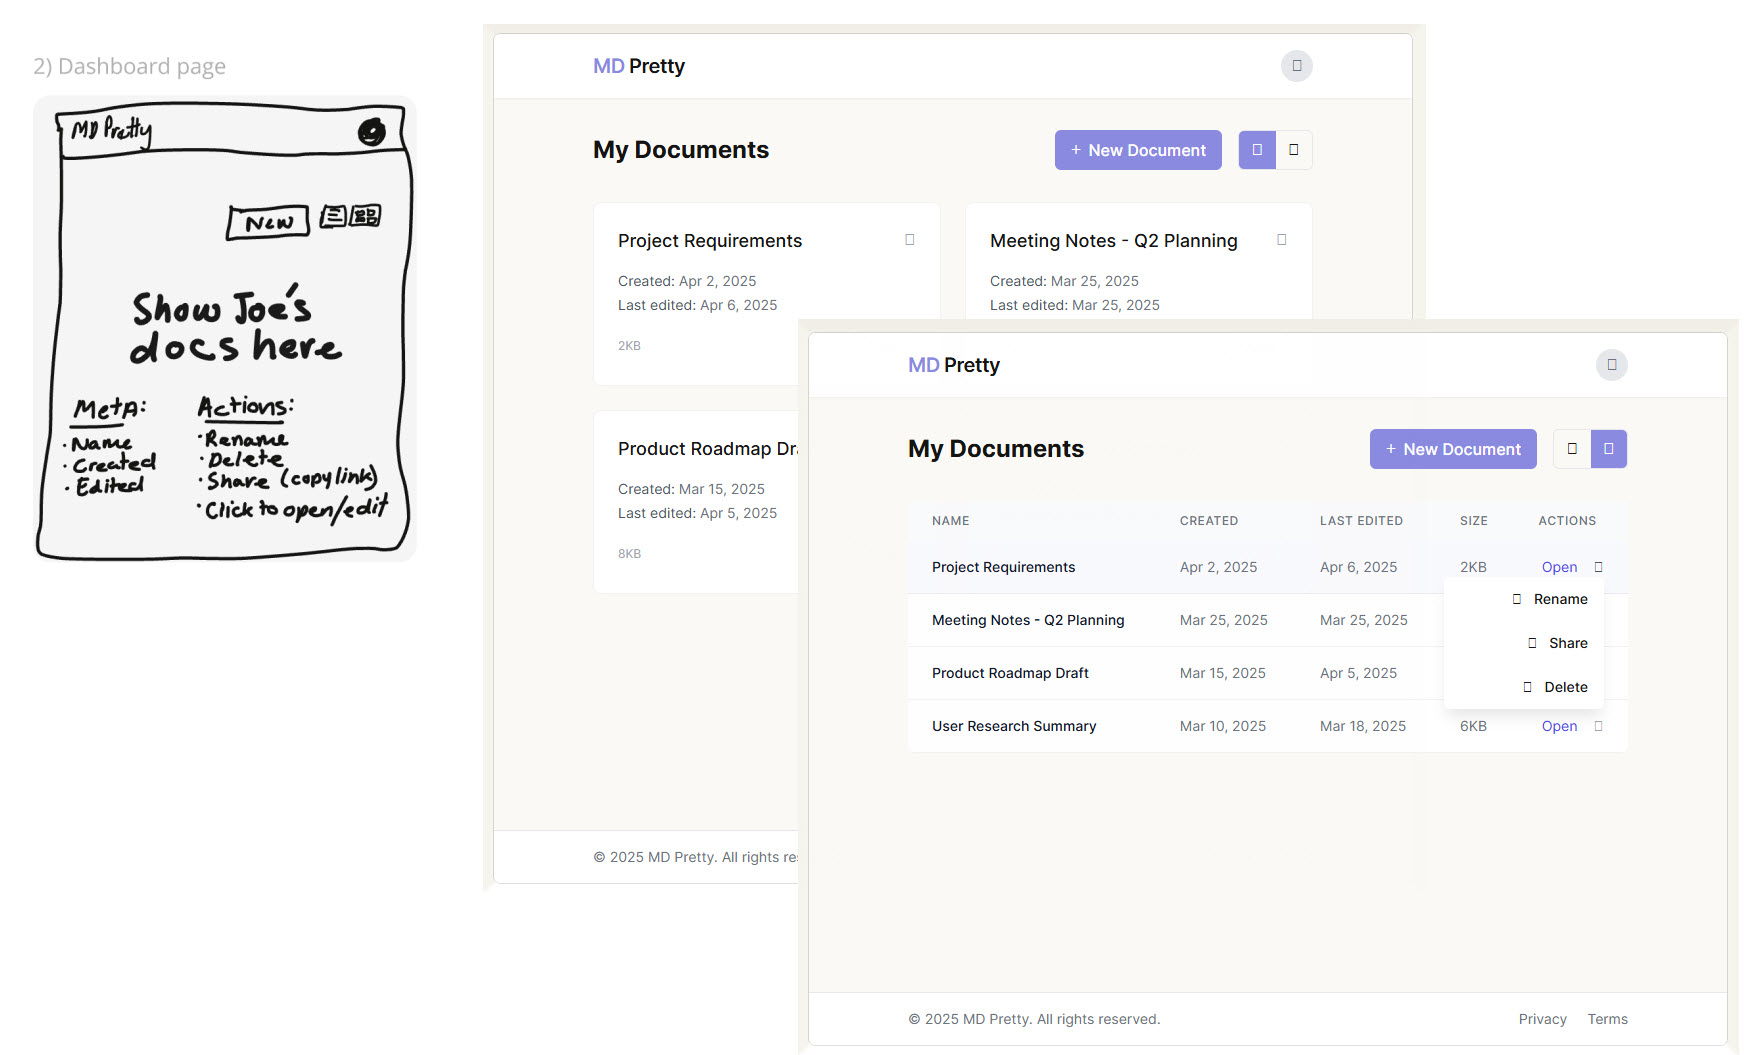 2) Dashboard page
MD Pretty
New
Show Joe's
docs here
Meta:
· Name
· Created
· Edited
Actions:
· Rename
· Delete
· Share (copy link)
· Click to open/edit
MD Pretty
My Documents
+ New Document
Project Requirements
Created: Apr 2, 2025
Last edited: Apr 6, 2025
2KB
Meeting Notes - Q2 Planning
Created: Mar 25, 2025
Last edited: Mar 25, 2025
Product Roadmap Dra
Created: Mar 15, 2025
Last edited: Apr 5, 2025
8KB
© 2025 MD Pretty. All rights res
MD Pretty
My Documents
+ New Document
NAME CREATED LAST EDITED SIZE ACTIONS
Project Requirements Apr 2, 2025 Apr 6, 2025 2KB Open
Rename
Share
Delete
Meeting Notes - Q2 Planning Mar 25, 2025 Mar 25, 2025
Product Roadmap Draft Mar 15, 2025 Apr 5, 2025
User Research Summary Mar 10, 2025 Mar 18, 2025 6KB Open
© 2025 MD Pretty. All rights reserved. Privacy Terms